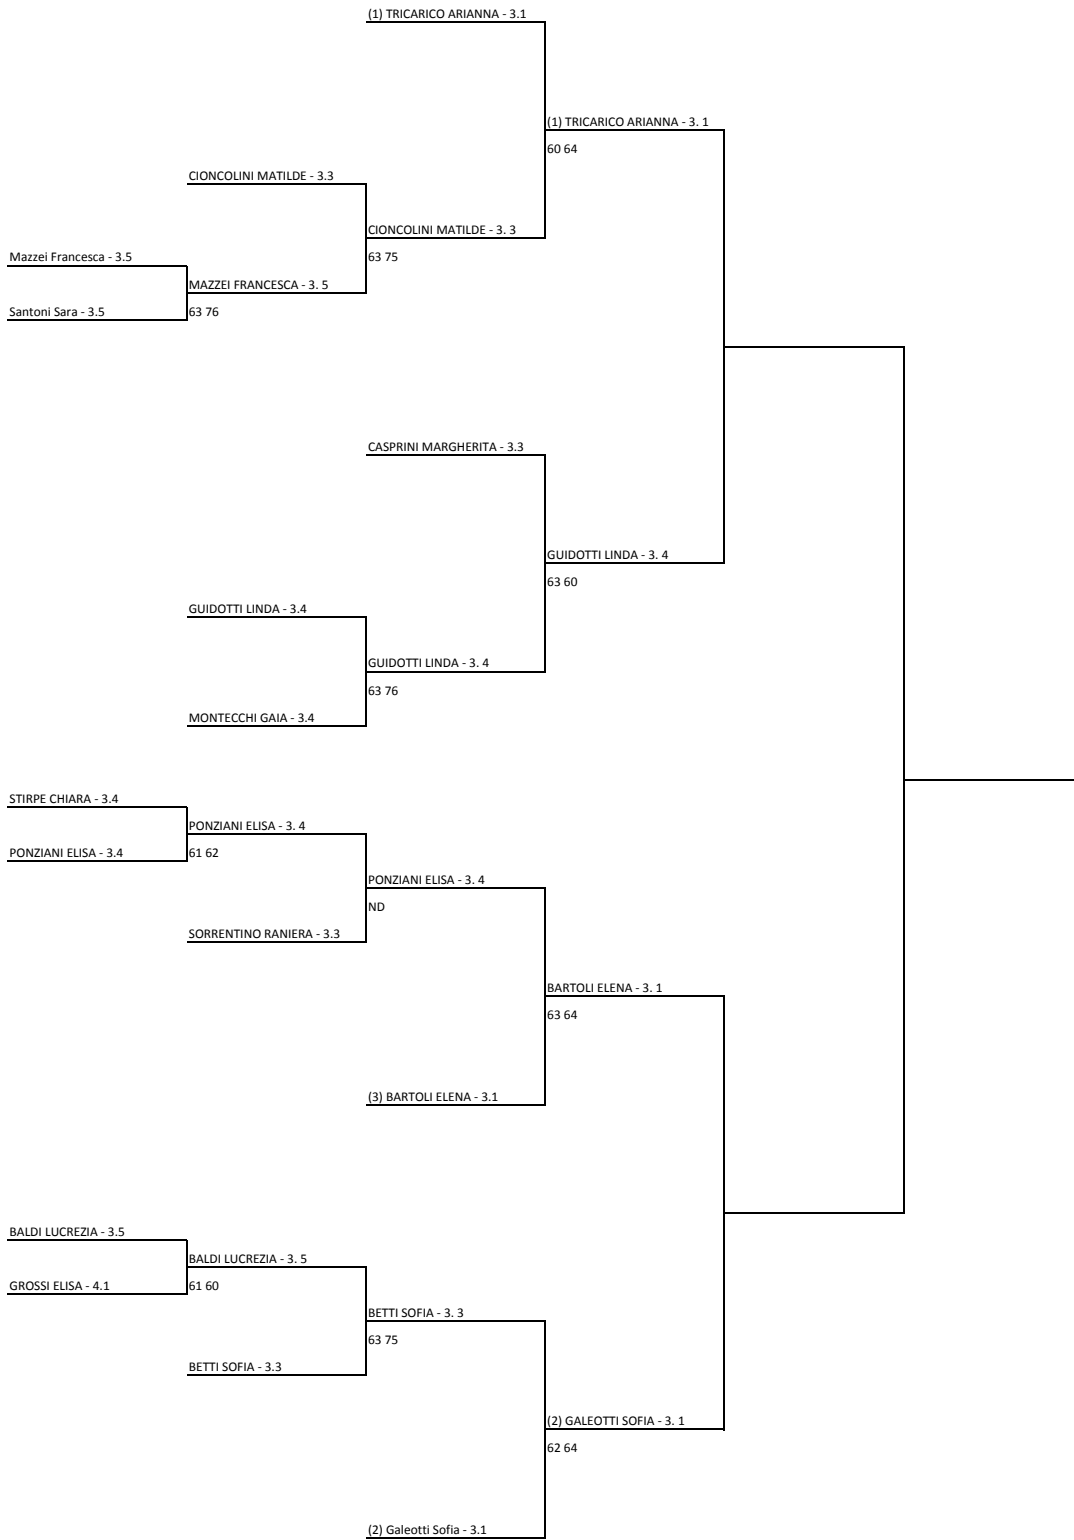 (1) TRICARICO ARIANNA - 3.1
(1) TRICARICO ARIANNA - 3. 1
60 64
CIONCOLINI MATILDE - 3.3
CIONCOLINI MATILDE - 3. 3
Mazzei Francesca - 3.5
63 75
MAZZEI FRANCESCA - 3. 5
Santoni Sara - 3.5
63 76
CASPRINI MARGHERITA - 3.3
GUIDOTTI LINDA - 3. 4
63 60
GUIDOTTI LINDA - 3.4
GUIDOTTI LINDA - 3. 4
63 76
MONTECCHI GAIA - 3.4
STIRPE CHIARA - 3.4
PONZIANI ELISA - 3. 4
PONZIANI ELISA - 3.4
61 62
PONZIANI ELISA - 3. 4
ND
SORRENTINO RANIERA - 3.3
BARTOLI ELENA - 3. 1
63 64
(3) BARTOLI ELENA - 3.1
BALDI LUCREZIA - 3.5
BALDI LUCREZIA - 3. 5
GROSSI ELISA - 4.1
61 60
BETTI SOFIA - 3. 3
63 75
BETTI SOFIA - 3.3
(2) GALEOTTI SOFIA - 3. 1
62 64
(2) Galeotti Sofia - 3.1